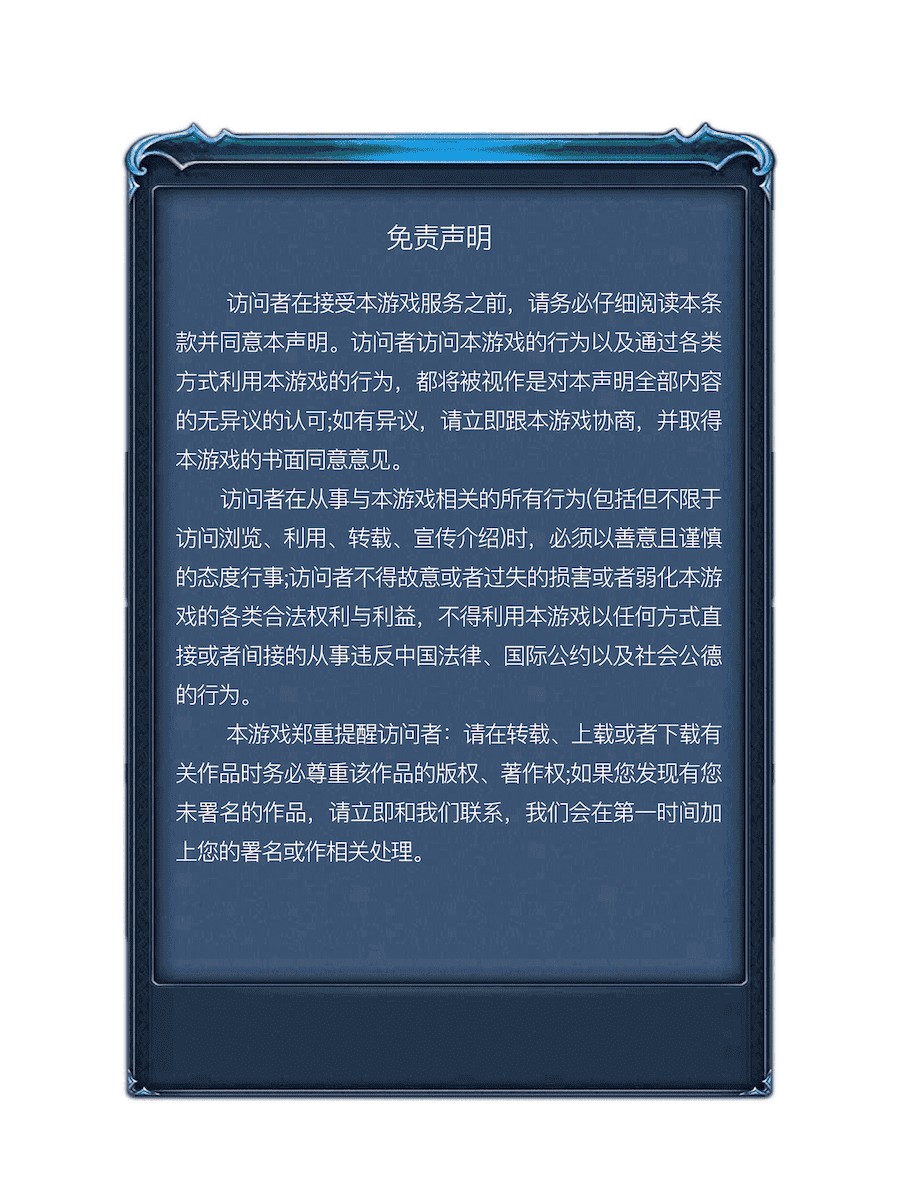 免责声明
访问者在接受本游戏服务之前，请务必仔细阅读本条
款并同意本声明。访问者访问本游戏的行为以及通过各类
方式利用本游戏的行为，都将被视作是对本声明全部内容
的无异议的认可;如有异议，请立即跟本游戏协商，并取得
本游戏的书面同意意见。
访问者在从事与本游戏相关的所有行为(包括但不限于
访问浏览、利用、转载、宣传介绍)时，必须以善意且谨慎
的态度行事;访问者不得故意或者过失的损害或者弱化本游
戏的各类合法权利与利益，不得利用本游戏以任何方式直
接或者间接的从事违反中国法律、国际公约以及社会公德
的行为。
本游戏郑重提醒访问者：请在转载、上载或者下载有
关作品时务必尊重该作品的版权、著作权;如果您发现有您
未署名的作品，请立即和我们联系，我们会在第一时间加
上您的署名或作相关处理。